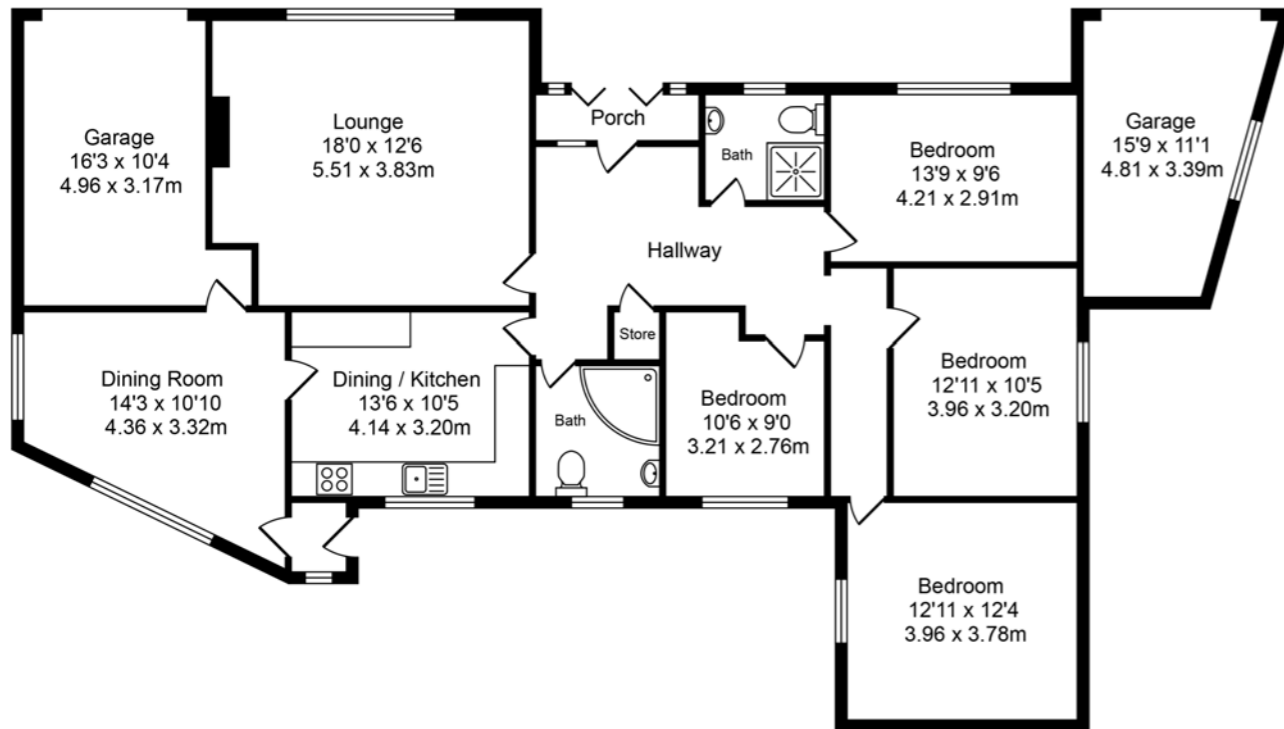 Garage
16'3 x 10'4
4.96 x 3.17m
Lounge
18'0 x 12'6
5.51 x 3.83m
Porch
Bath
Bedroom
13'9 x 9'6
4.21 x 2.91m
Garage
15'9 x 11'1
4.81 x 3.39m
Hallway
Store
Dining Room
14'3 x 10'10
4.36 x 3.32m
Dining / Kitchen
13'6 x 10'5
4.14 x 3.20m
Bath
Bedroom
10'6 x 9'0
3.21 x 2.76m
Bedroom
12'11 x 10'5
3.96 x 3.20m
Bedroom
12'11 x 12'4
3.96 x 3.78m